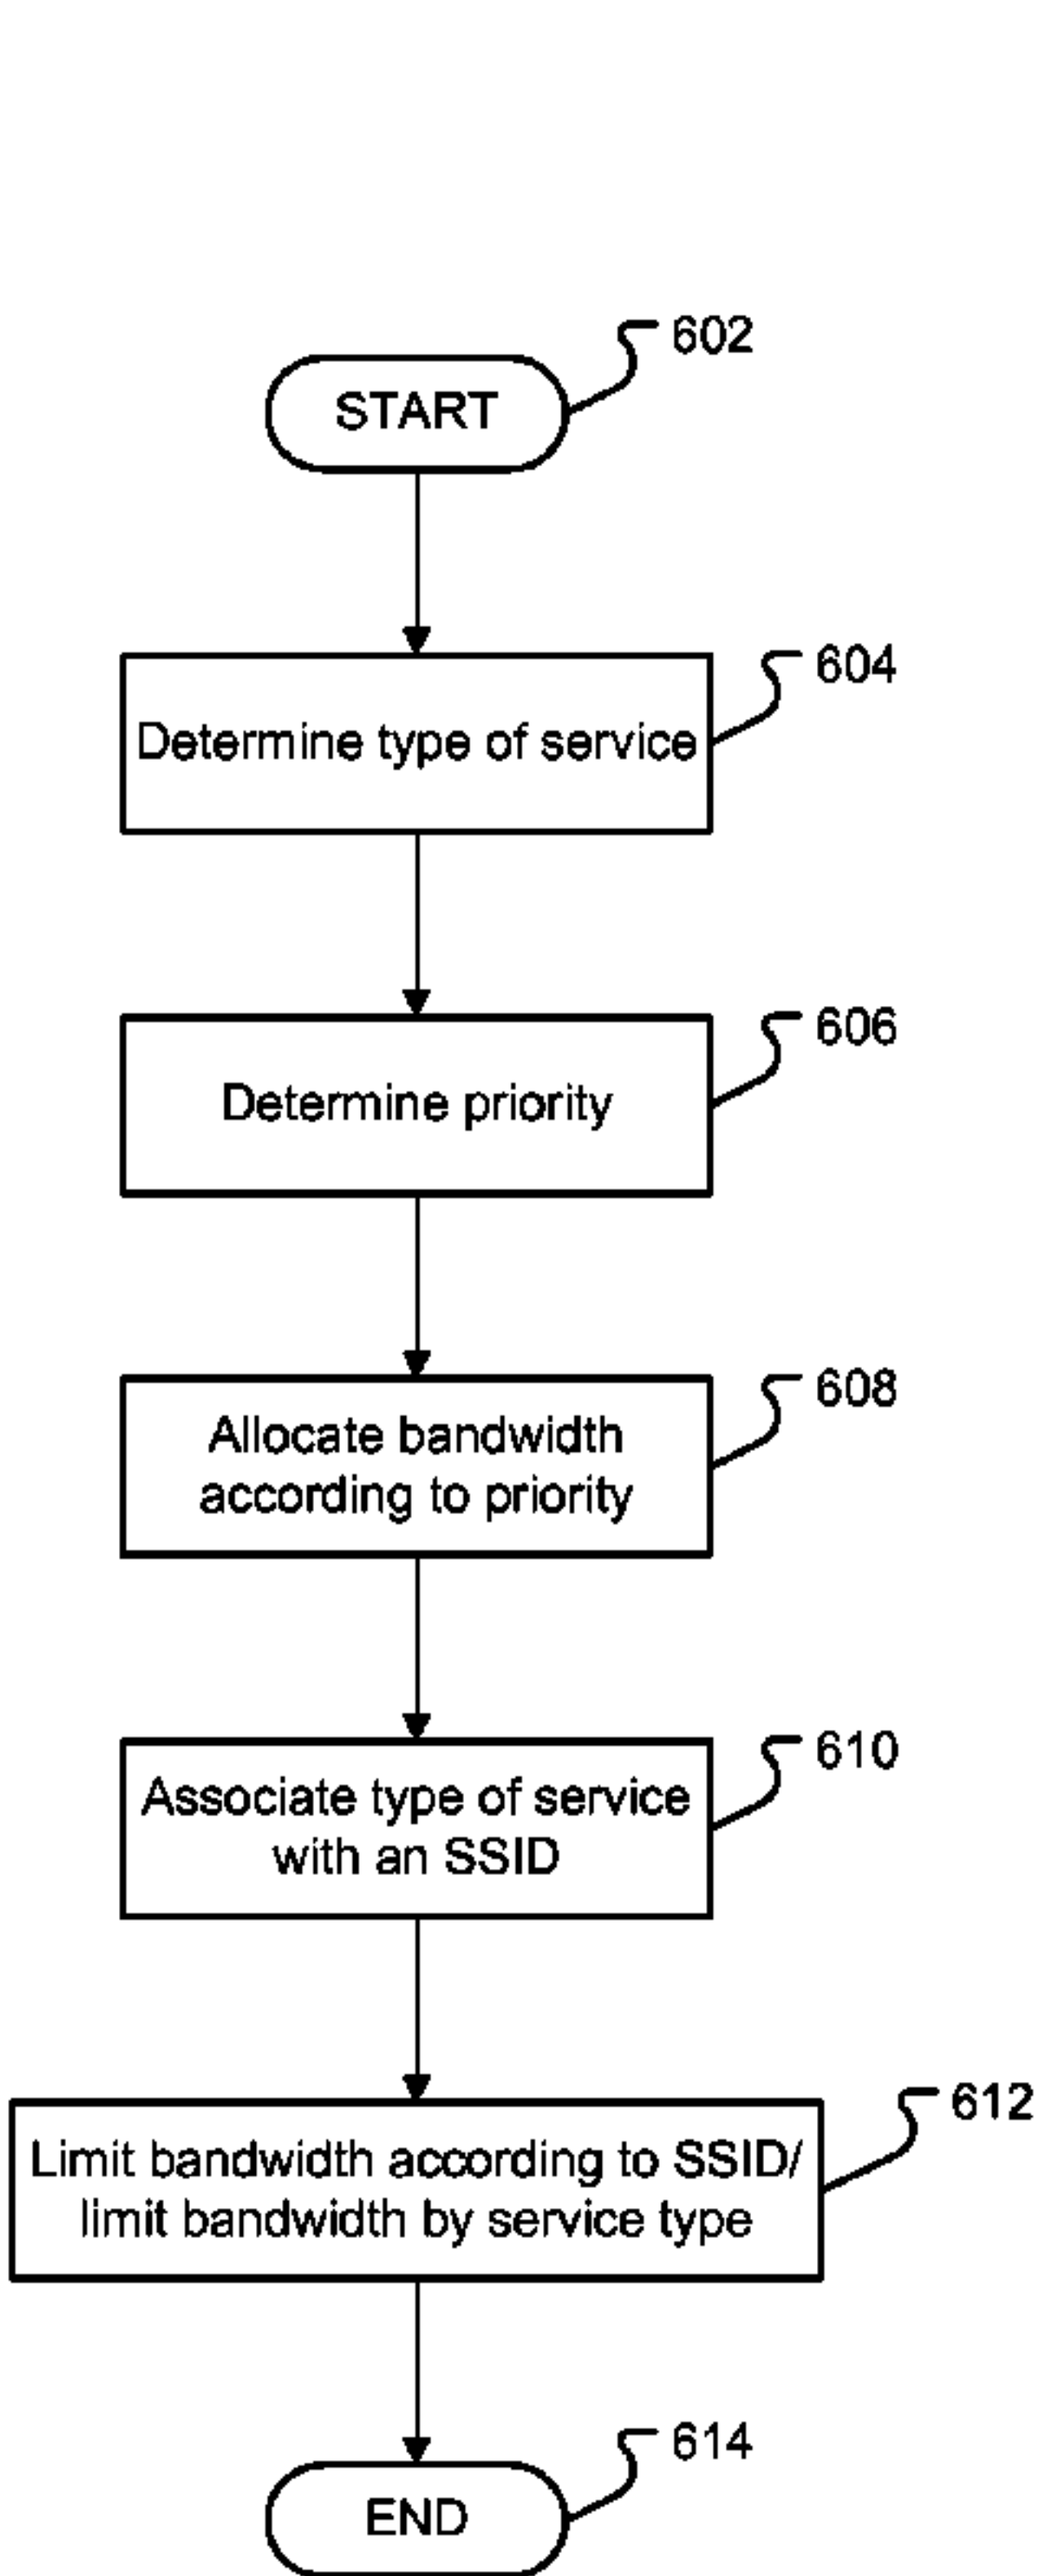 602
START
604
Determine type of service
606
Determine priority
608
Allocate bandwidth
according to priority
610
Associate type of service
with an SSID
612
Limit bandwidth according to SSID/
limit bandwidth by service type
614
END